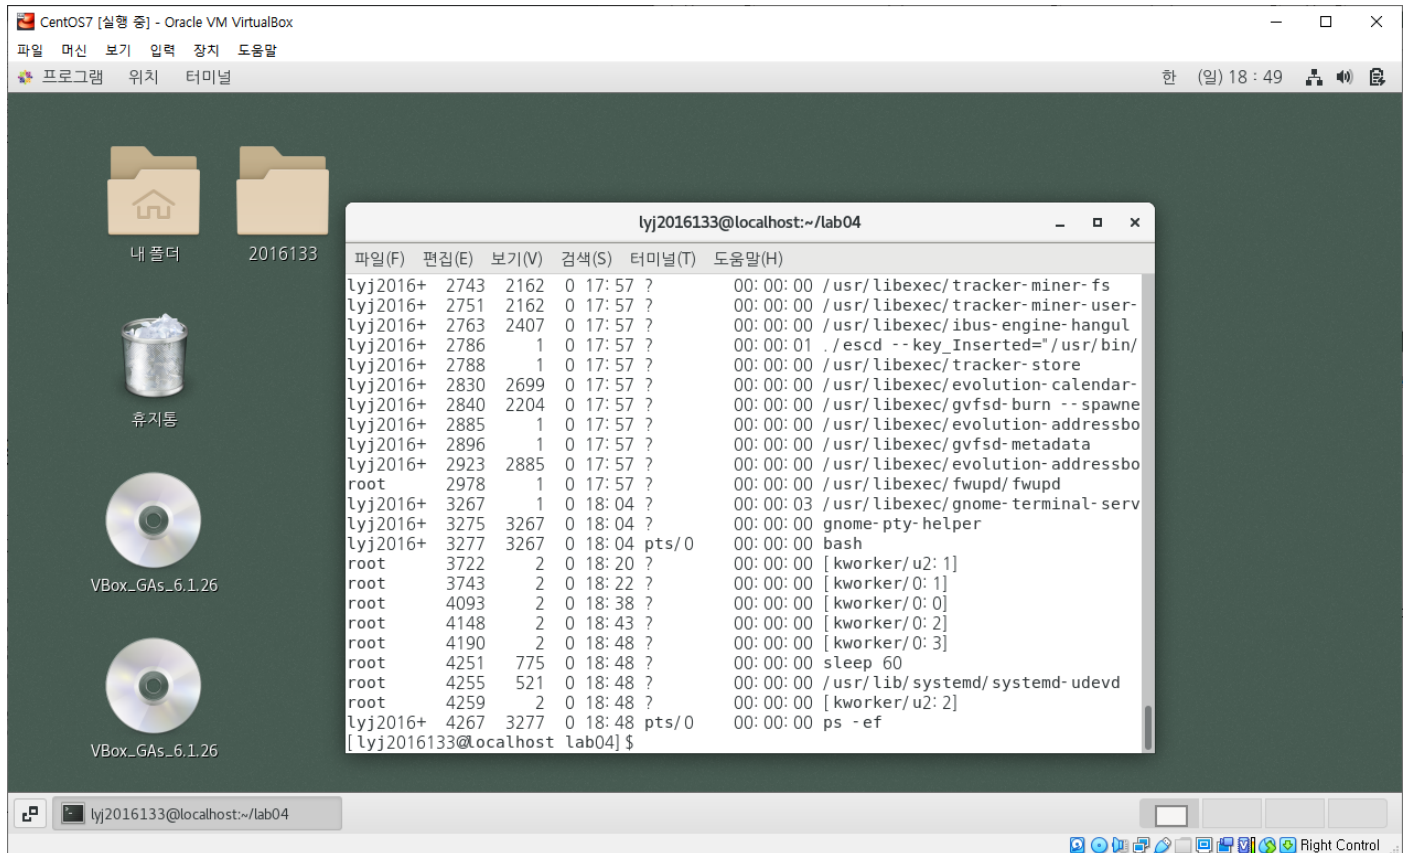 CentOS7 [실행 중] - Oracle VM VirtualBox
파일 머신 보기 입력 장치 도움말
프로그램 위치 터미널 한 (일) 18 : 49
내 폴더
2016133
휴지통
VBox_GAs_6.1.26
VBox_GAs_6.1.26
lyj2016133@localhost:~/lab04
파일(F) 편집(E) 보기(V) 검색(S) 터미널(T) 도움말(H)
lyj2016+ 2743 2162 0 17:57 ? 00:00:00 /usr/libexec/tracker-miner-fs
lyj2016+ 2751 2162 0 17:57 ? 00:00:00 /usr/libexec/tracker-miner-user-
lyj2016+ 2763 2407 0 17:57 ? 00:00:00 /usr/libexec/ibus-engine-hangul
lyj2016+ 2786 1 0 17:57 ? 00:00:01 ./escd --key_Inserted="/usr/bin/
lyj2016+ 2788 1 0 17:57 ? 00:00:00 /usr/libexec/tracker-store
lyj2016+ 2830 2699 0 17:57 ? 00:00:00 /usr/libexec/evolution-calendar-
lyj2016+ 2840 2204 0 17:57 ? 00:00:00 /usr/libexec/gvfsd-burn --spawne
lyj2016+ 2885 1 0 17:57 ? 00:00:00 /usr/libexec/evolution-addressbo
lyj2016+ 2896 1 0 17:57 ? 00:00:00 /usr/libexec/gvfsd-metadata
lyj2016+ 2923 2885 0 17:57 ? 00:00:00 /usr/libexec/evolution-addressbo
root 2978 1 0 17:57 ? 00:00:00 /usr/libexec/fwupd/fwupd
lyj2016+ 3267 1 0 18:04 ? 00:00:03 /usr/libexec/gnome-terminal-serv
lyj2016+ 3275 3267 0 18:04 ? 00:00:00 gnome-pty-helper
lyj2016+ 3277 3267 0 18:04 pts/0 00:00:00 bash
root 3722 2 0 18:20 ? 00:00:00 [kworker/u2:1]
root 3743 2 0 18:22 ? 00:00:00 [kworker/0:1]
root 4093 2 0 18:38 ? 00:00:00 [kworker/0:0]
root 4148 2 0 18:43 ? 00:00:00 [kworker/0:2]
root 4190 2 0 18:48 ? 00:00:00 [kworker/0:3]
root 4251 775 0 18:48 ? 00:00:00 sleep 60
root 4255 521 0 18:48 ? 00:00:00 /usr/lib/systemd/systemd-udevd
root 4259 2 0 18:48 ? 00:00:00 [kworker/u2:2]
lyj2016+ 4267 3277 0 18:48 pts/0 00:00:00 ps -ef
[lyj2016133@localhost lab04]$
lyj2016133@localhost:~/lab04
Right Control